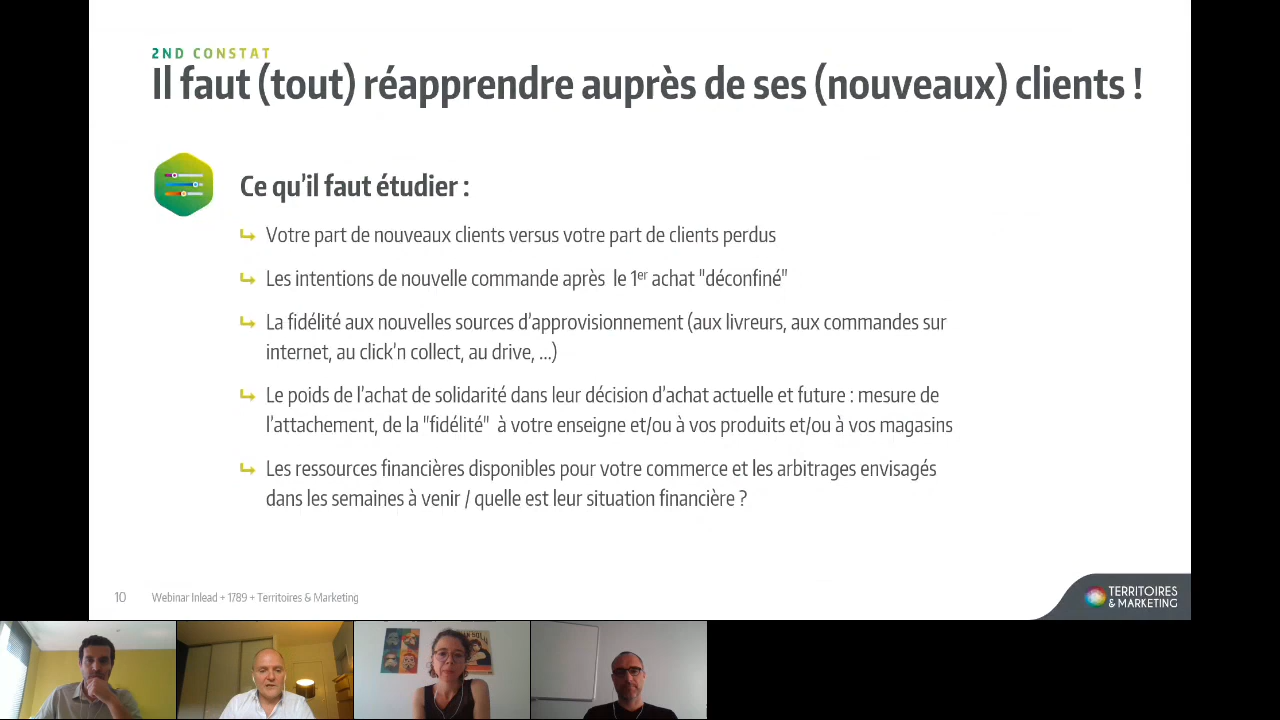 2ND CONSTAT
Il faut (tout) réapprendre auprès de ses (nouveaux) clients !
Ce qu'il faut étudier :
Votre part de nouveaux clients versus votre part de clients perdus
Les intentions de nouvelle commande après le 1er achat "déconfiné"
La fidélité aux nouvelles sources d'approvisionnement (aux livreurs, aux commandes sur
internet, au click'n collect, au drive, ...)
Le poids de l'achat de solidarité dans leur décision d'achat actuelle et future : mesure de
l'attachement, de la "fidélité" à votre enseigne et/ou à vos produits et/ou à vos magasins
Les ressources financières disponibles pour votre commerce et les arbitrages envisagés
dans les semaines à venir / quelle est leur situation financière ?
10 Webinar Inlead + 1789 + Territoires & Marketing
TERRITOIRES
& MARKETING